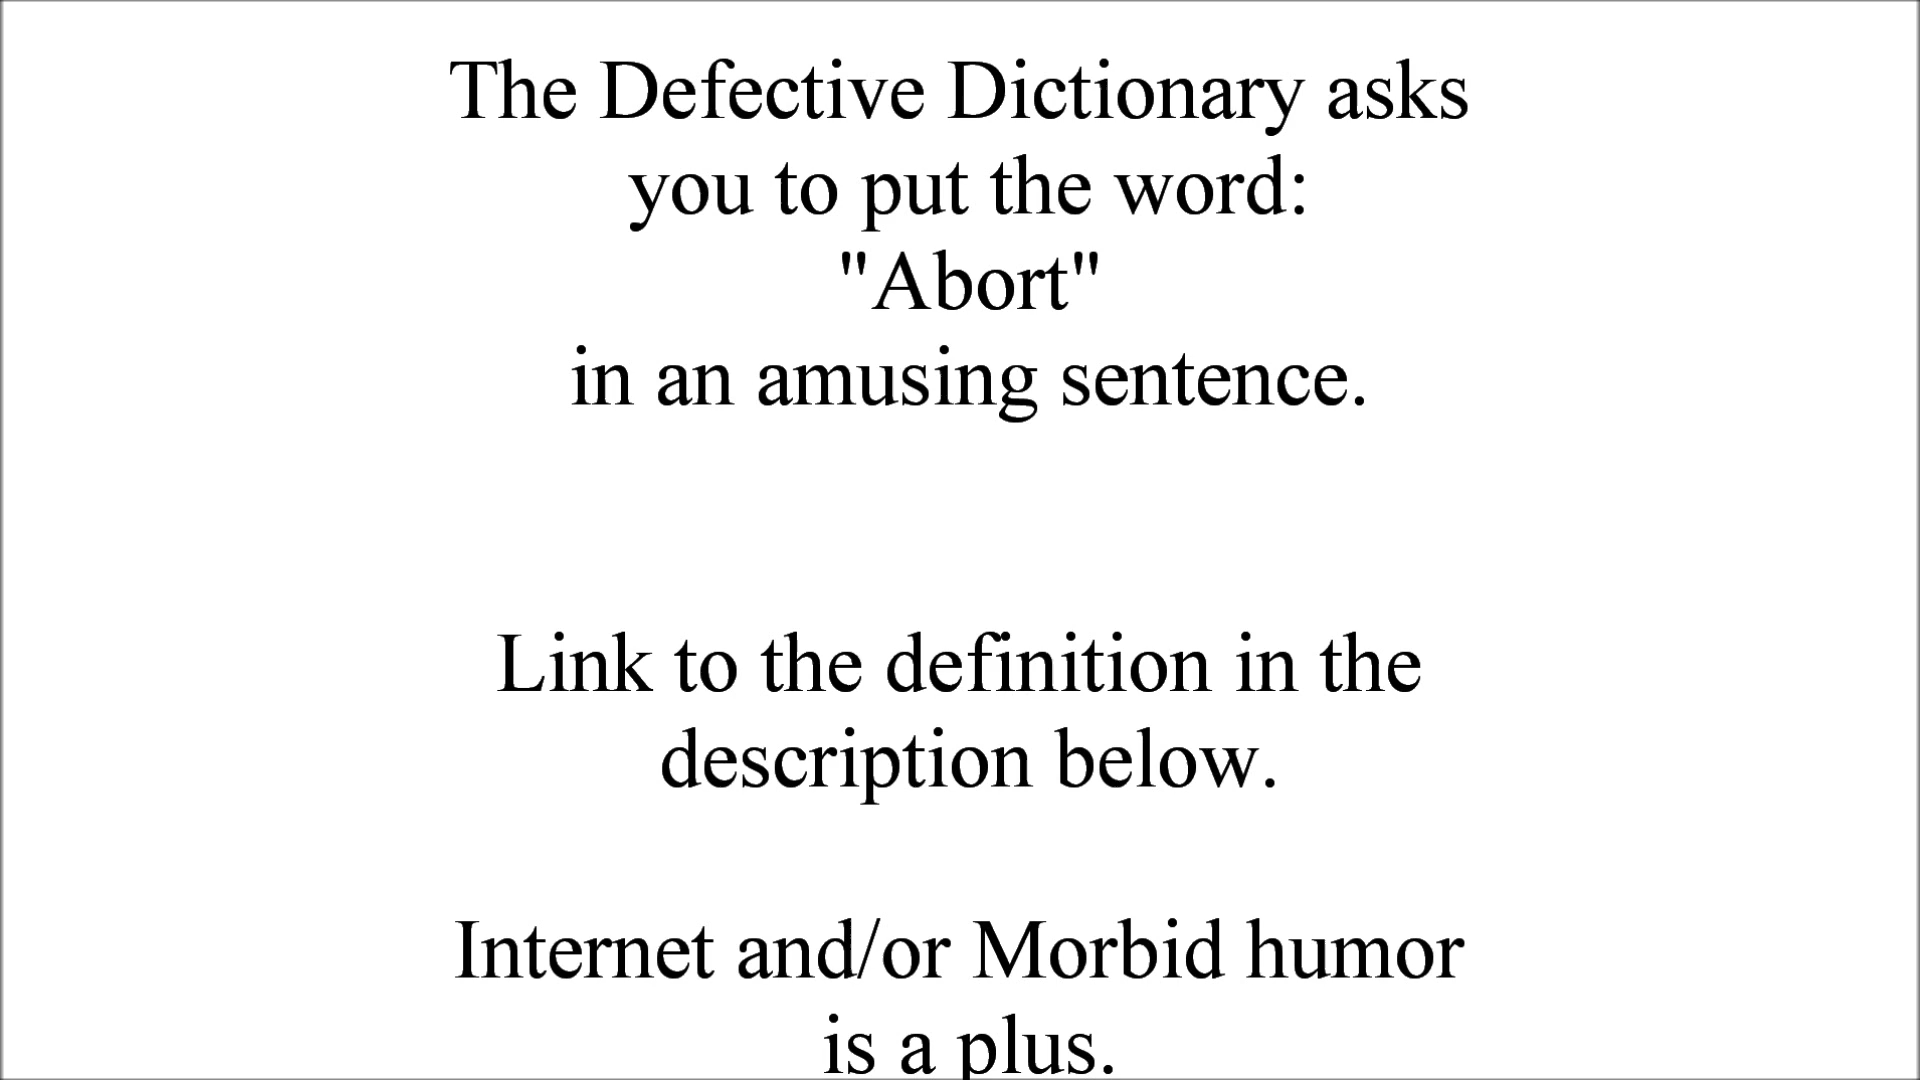 The Defective Dictionary asks
you to put the word:
"Abort"
in an amusing sentence.
Link to the definition in the
description below.
Internet and/or Morbid humor
is a plus.